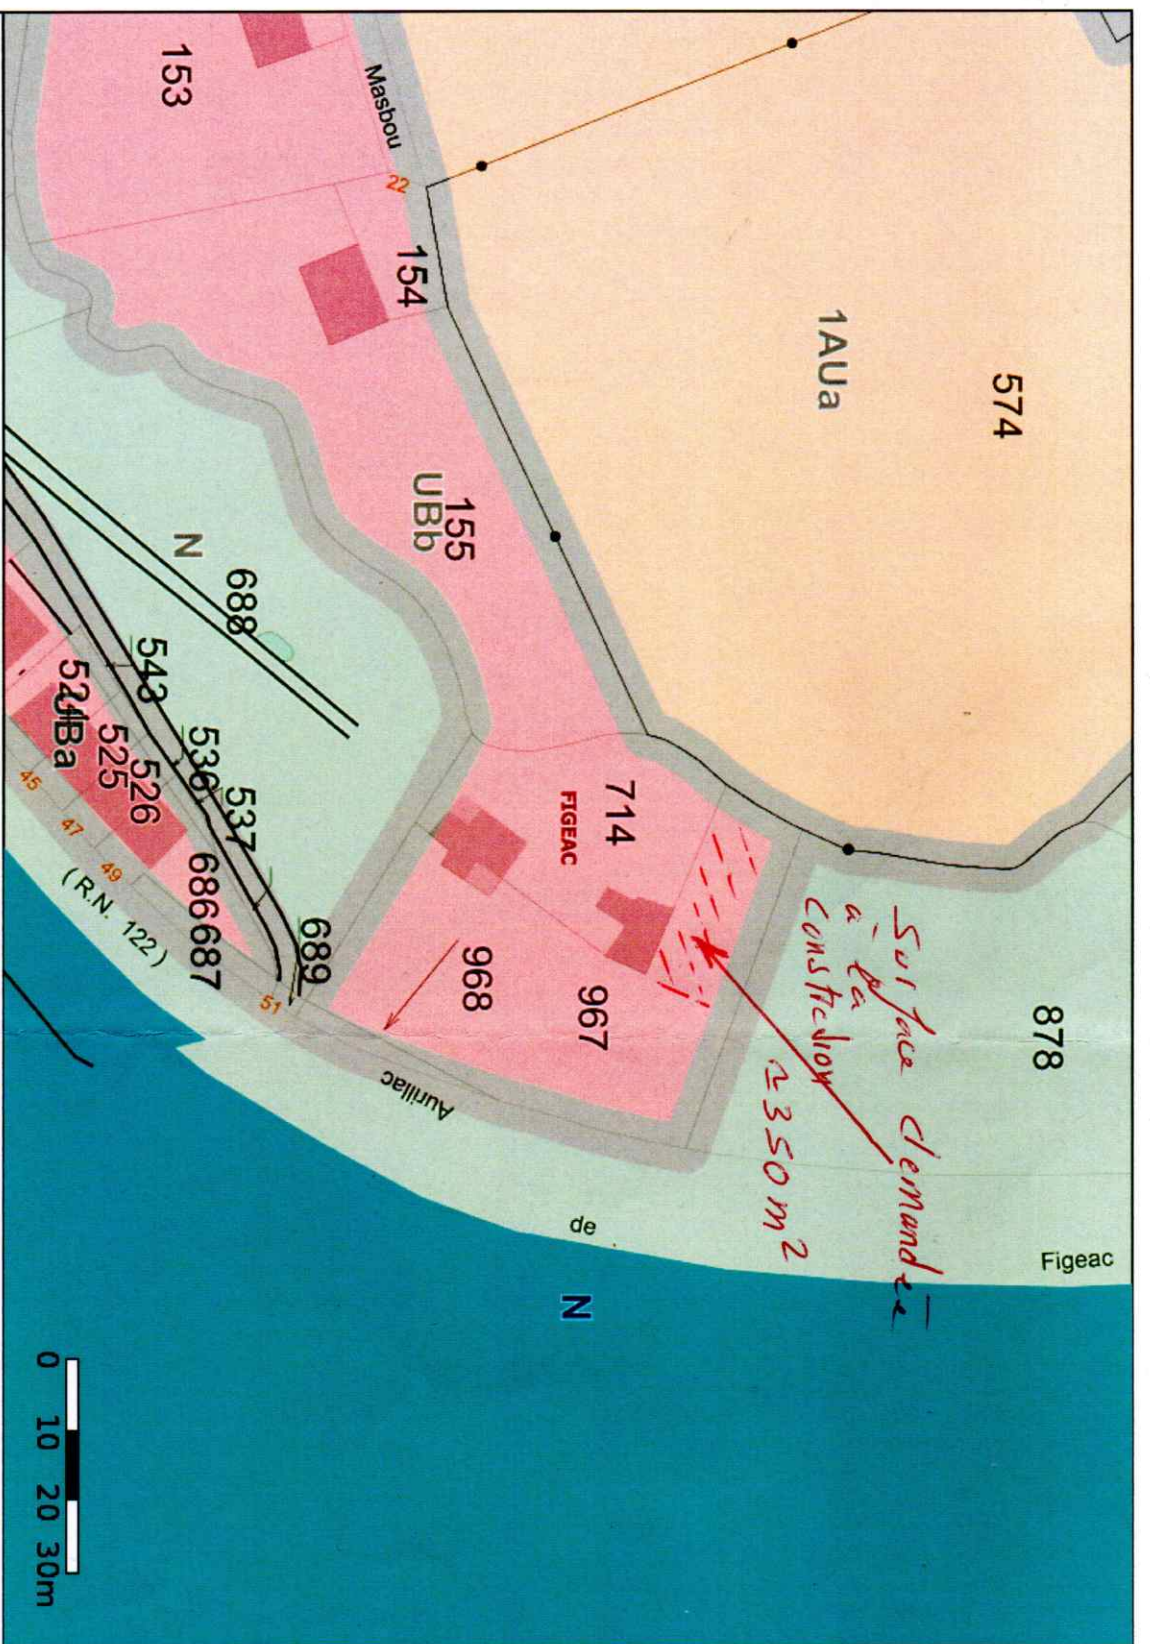 153
Masbou
22
154
574
1AUa
155
UBb
N
688
543
536
537
524
UBa
525
526
45
47
49
(R.N. 122)
686
687
689
51
714
FIGEAC
968
967
878
Surface demandée
à la
construction
≃ 350 m²
Aurillac
de
Figeac
N
0 10 20 30m